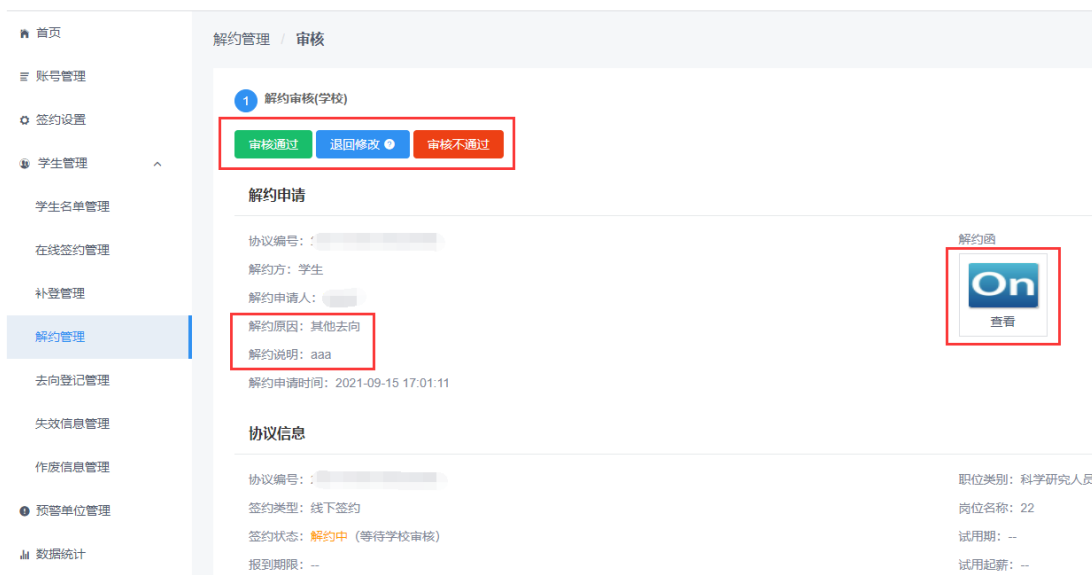 首页
解约管理 / 审核
账号管理
1 解约审核(学校)
签约设置
审核通过 退回修改 ? 审核不通过
学生管理
解约申请
学生名单管理
协议编号：
解约函
在线签约管理
解约方：学生
On
补登管理
解约申请人：
查看
解约管理
解约原因：其他去向
解约说明：aaa
去向登记管理
解约申请时间：2021-09-15 17:01:11
失效信息管理
协议信息
作废信息管理
协议编号：
职位类别：科学研究人员
预警单位管理
签约类型：线下签约
岗位名称：22
签约状态：解约中（等待学校审核）
试用期：--
数据统计
报到期限：--
试用起薪：--